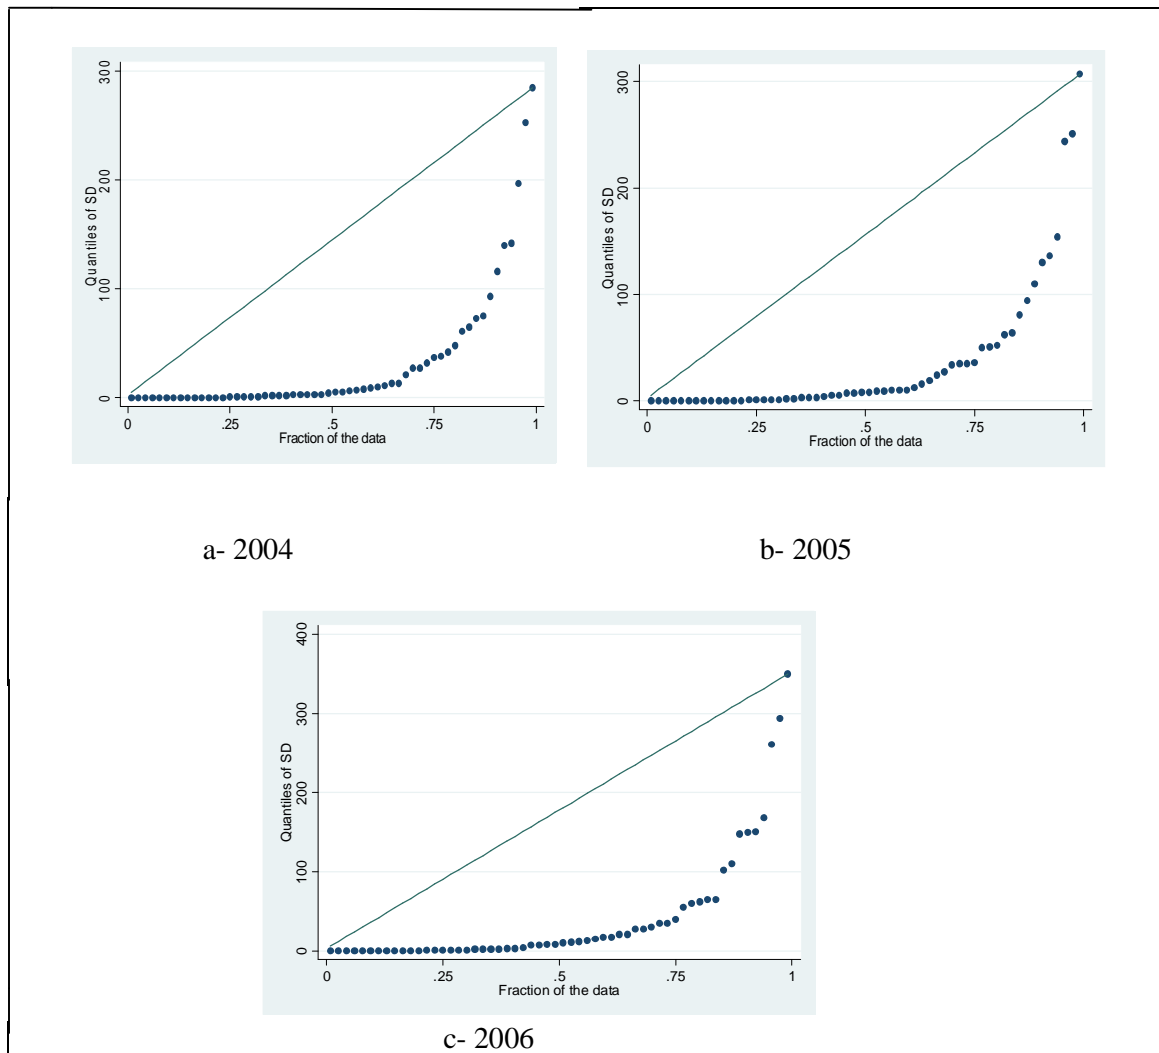 300
200
100
0
Quantiles of SD
0 .25 .5 .75 1
Fraction of the data
a- 2004
300
200
100
0
Quantiles of SD
0 .25 .5 .75 1
Fraction of the data
b- 2005
400
300
200
100
0
Quantiles of SD
0 .25 .5 .75 1
Fraction of the data
c- 2006